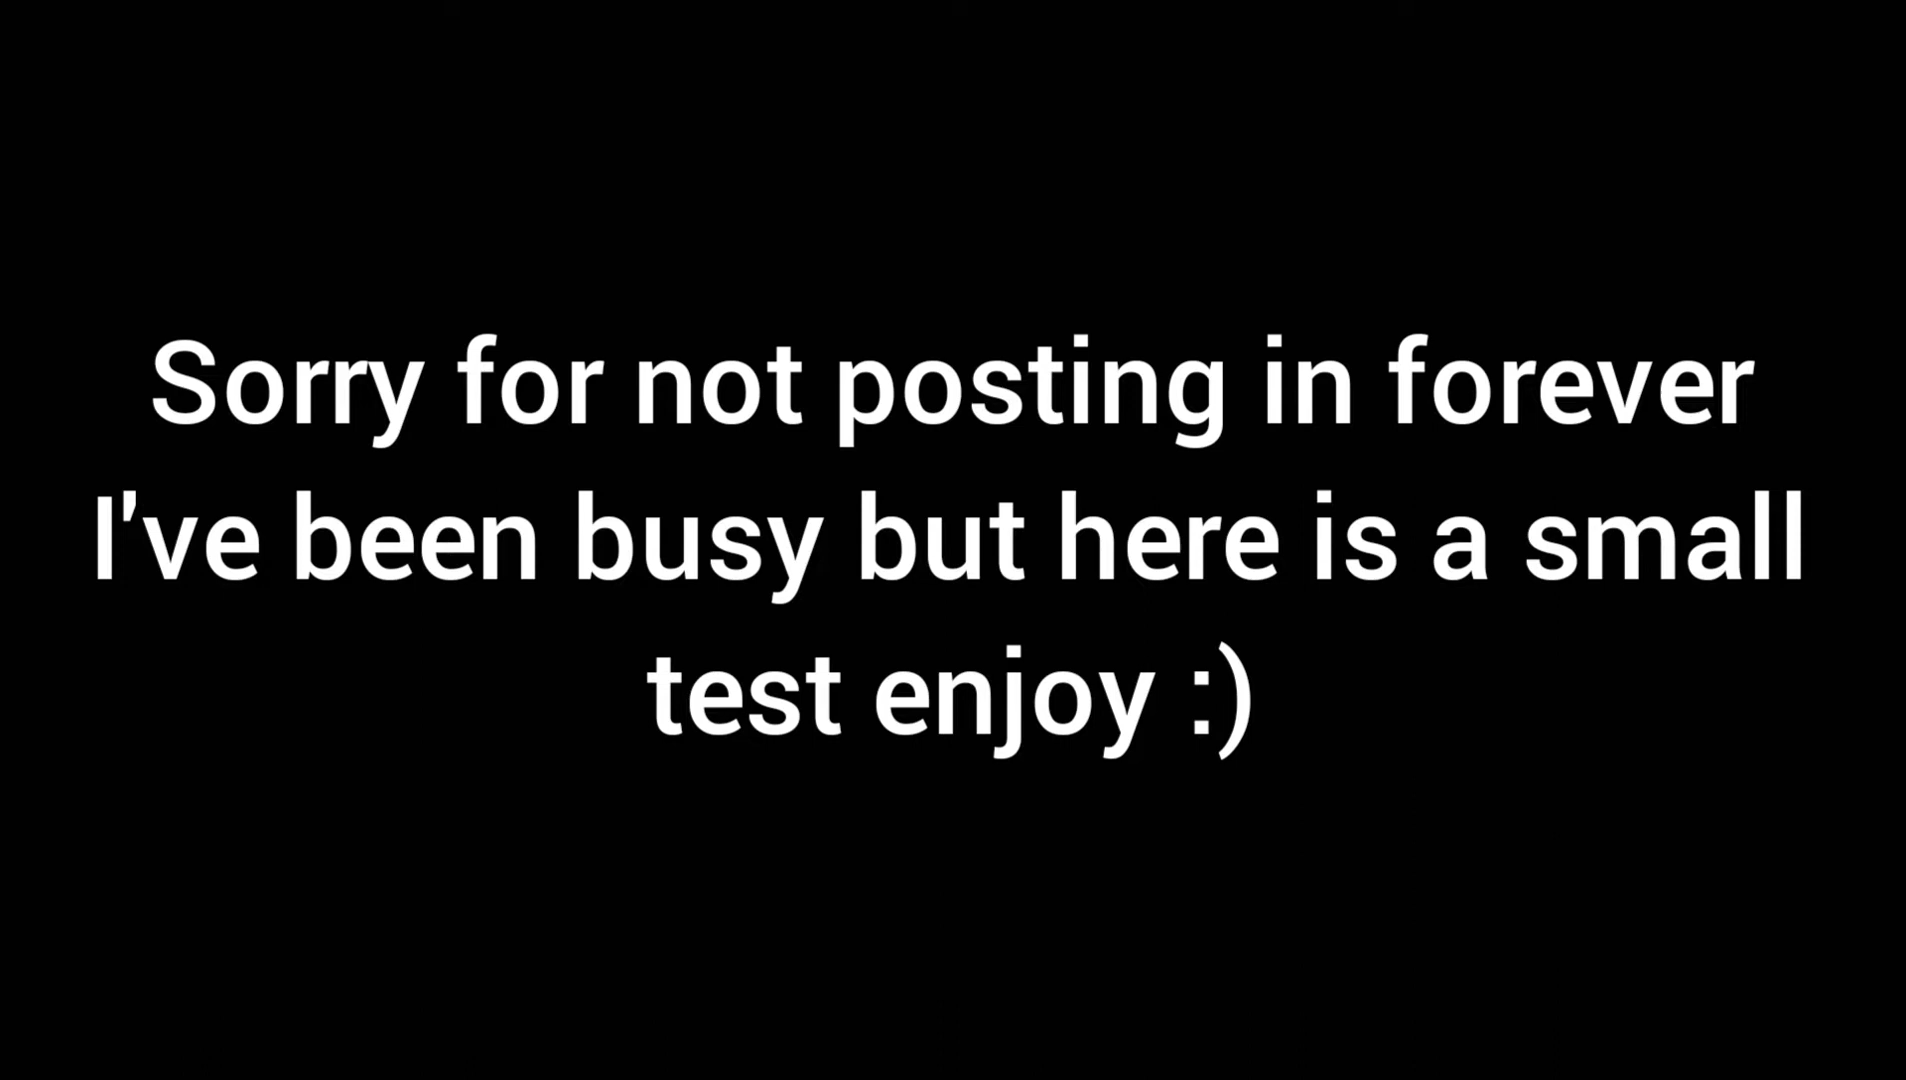 Sorry for not posting in forever
I've been busy but here is a small
test enjoy :)